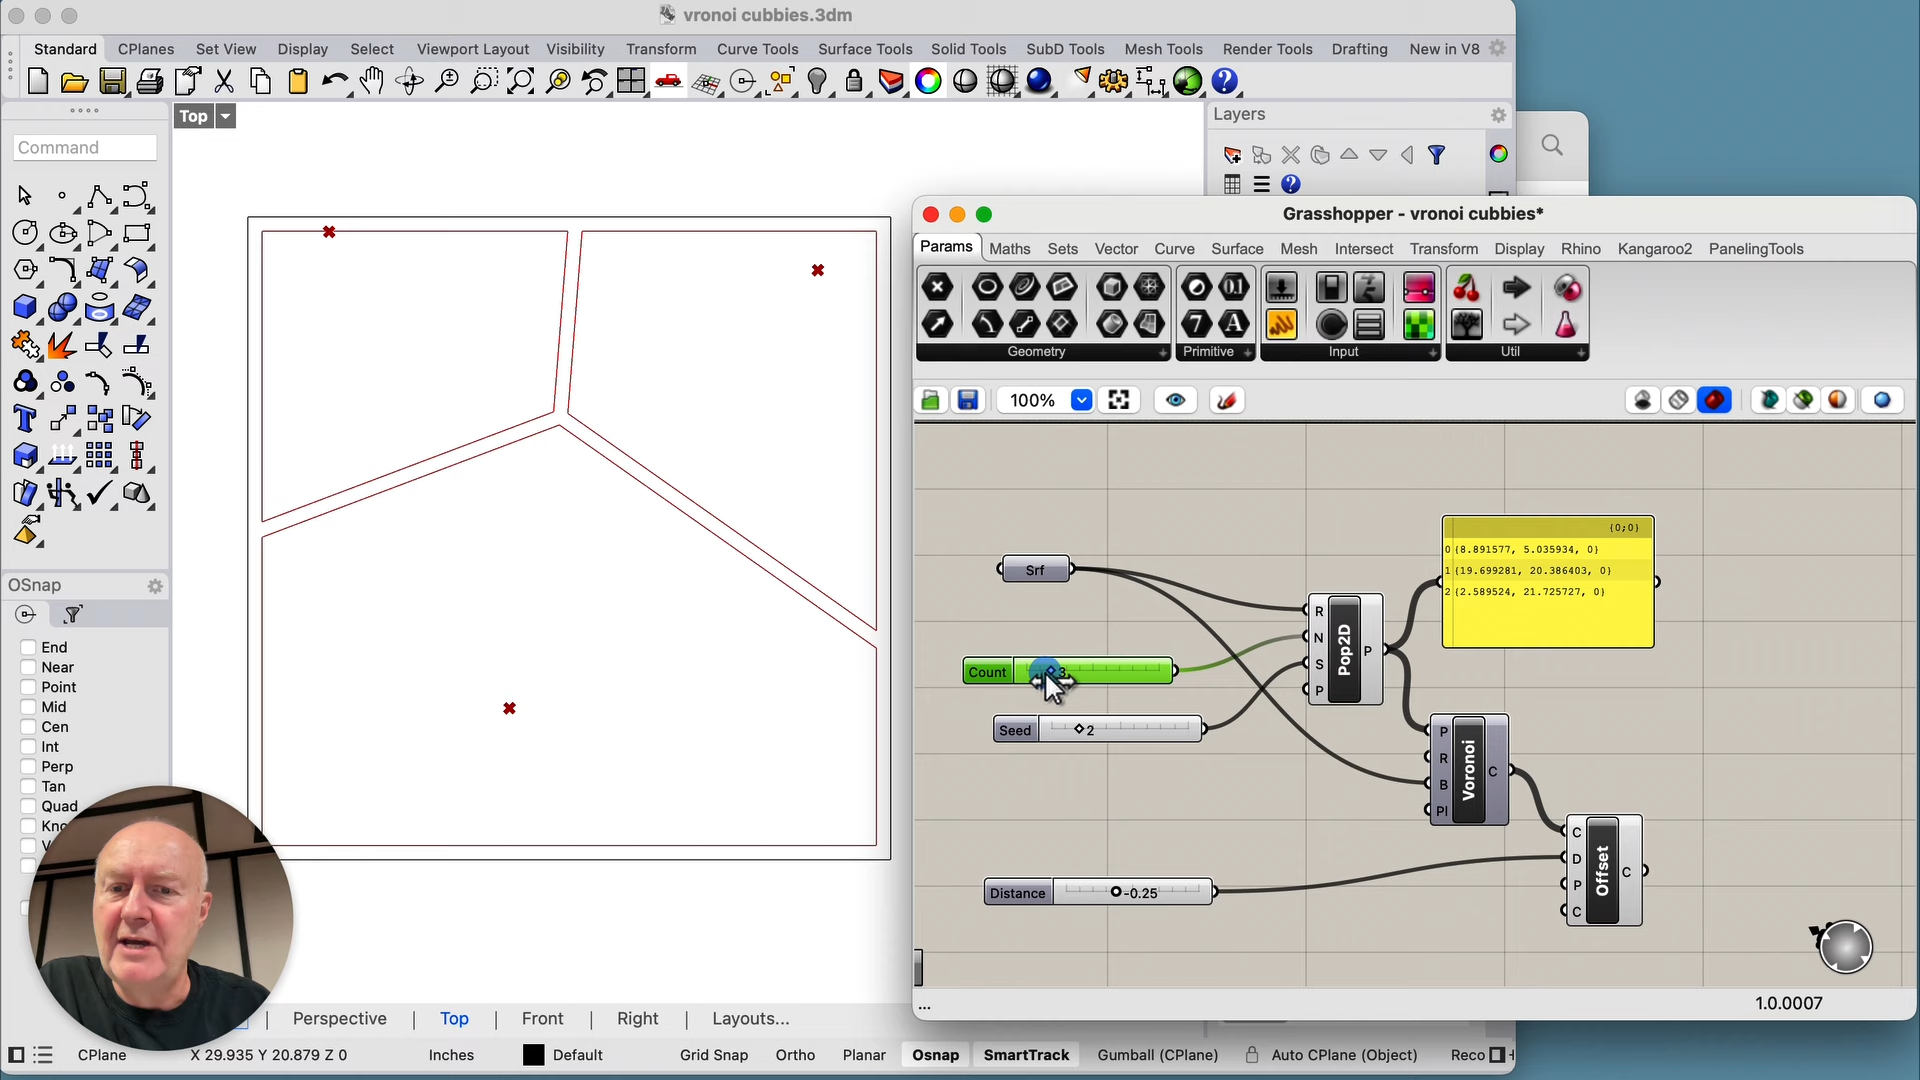 vronoi cubbies.3dm
Standard CPlanes Set View Display Select Viewport Layout Visibility Transform Curve Tools Surface Tools Solid Tools SubD Tools Mesh Tools Render Tools Drafting New in V8
Top
Layers
Command
Grasshopper - vronoi cubbies*
Params Maths Sets Vector Curve Surface Mesh Intersect Transform Display Rhino Kangaroo2 PanelingTools
Geometry Primitive Input Util
100%
{0;0}
0 {8.891577, 5.035934, 0}
1 {19.699281, 20.386403, 0}
2 {2.589524, 21.725727, 0}
Srf
R
N
S
P
Pop2D
P
Count 3
Seed 2
P
R
B
Pl
Voronoi
C
C
D
P
C
Offset
C
Distance -0.25
OSnap
End
Near
Point
Mid
Cen
Int
Perp
Tan
Quad
...
1.0.0007
Perspective Top Front Right Layouts...
CPlane X 29.935 Y 20.879 Z 0 Inches Default Grid Snap Ortho Planar Osnap SmartTrack Gumball (CPlane) Auto CPlane (Object) Reco